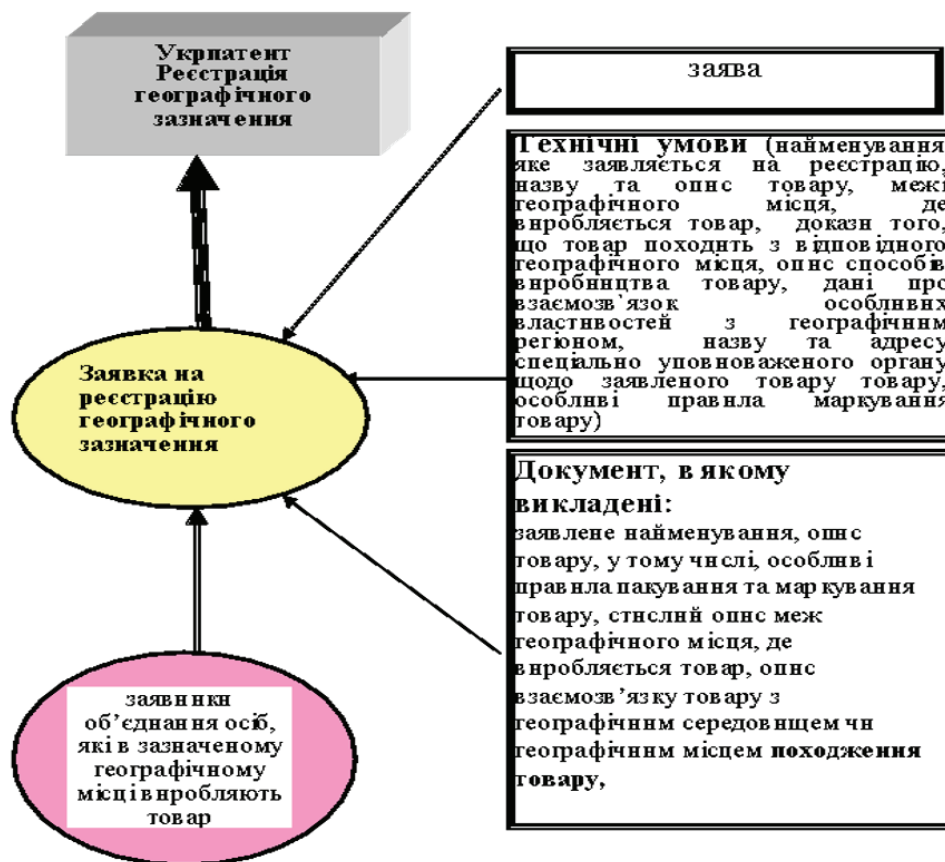 Укрпатент
Реєстрація
географічного
зазначення
заява
Технічні умови (найменування
яке заявляється на реєстрацію,
назву та опис товару, межі
географічного місця, де
виробляється товар, докази того,
що товар походить з відповідного
географічного місця, опис способів
виробництва товару, дані про
взаємозв`язок особливих
властивостей з географічним
регіоном, назву та адресу
спеціально уповноваженого органу
щодо заявленого товару товару,
особливі правила маркування
товару)
Заявка на
реєстрацію
географічного
зазначення
Документ, в якому
викладені:
заявлене найменування, опис
товару, у тому числі, особливі
правила пакування та маркування
товару, стислий опис меж
географічного місця, де
виробляється товар, опис
взаємозв’язку товару з
географічним середовищем чи
географічним місцем походження
товару,
заявники
об’єднання осіб,
які в зазначеному
географічному
місці виробляють
товар